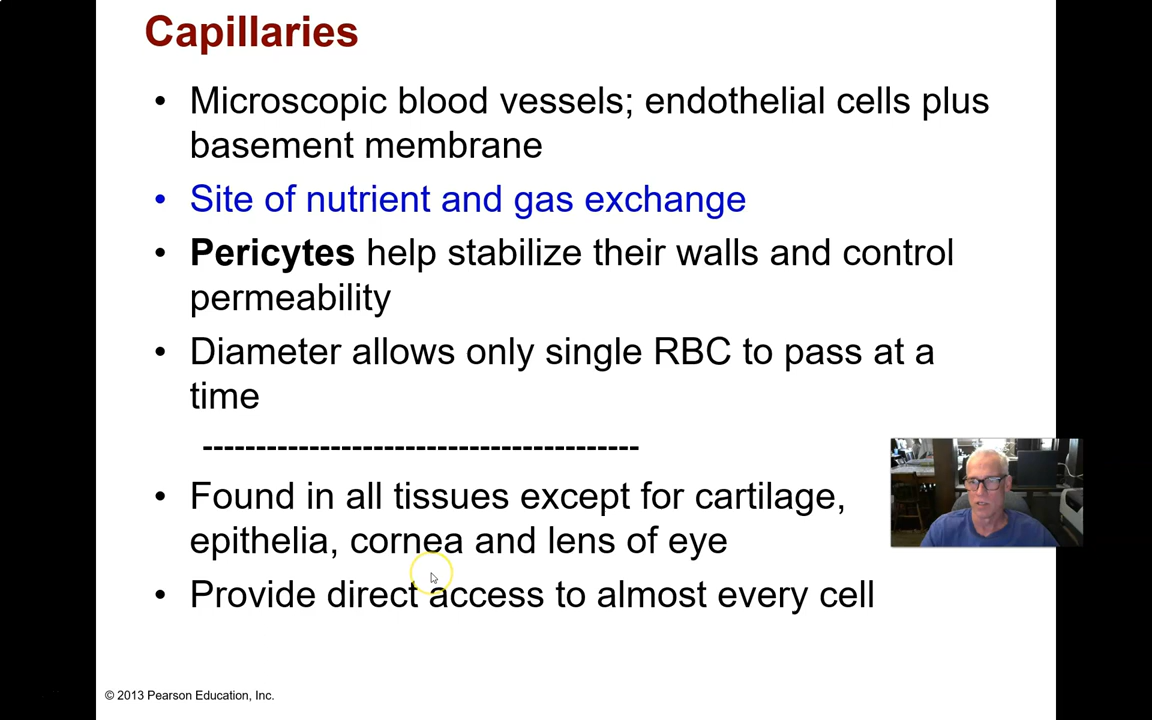 Capillaries
• Microscopic blood vessels; endothelial cells plus
basement membrane
• Site of nutrient and gas exchange
• Pericytes help stabilize their walls and control
permeability
• Diameter allows only single RBC to pass at a
time
-----------------------------------------
• Found in all tissues except for cartilage,
epithelia, cornea and lens of eye
• Provide direct access to almost every cell
© 2013 Pearson Education, Inc.